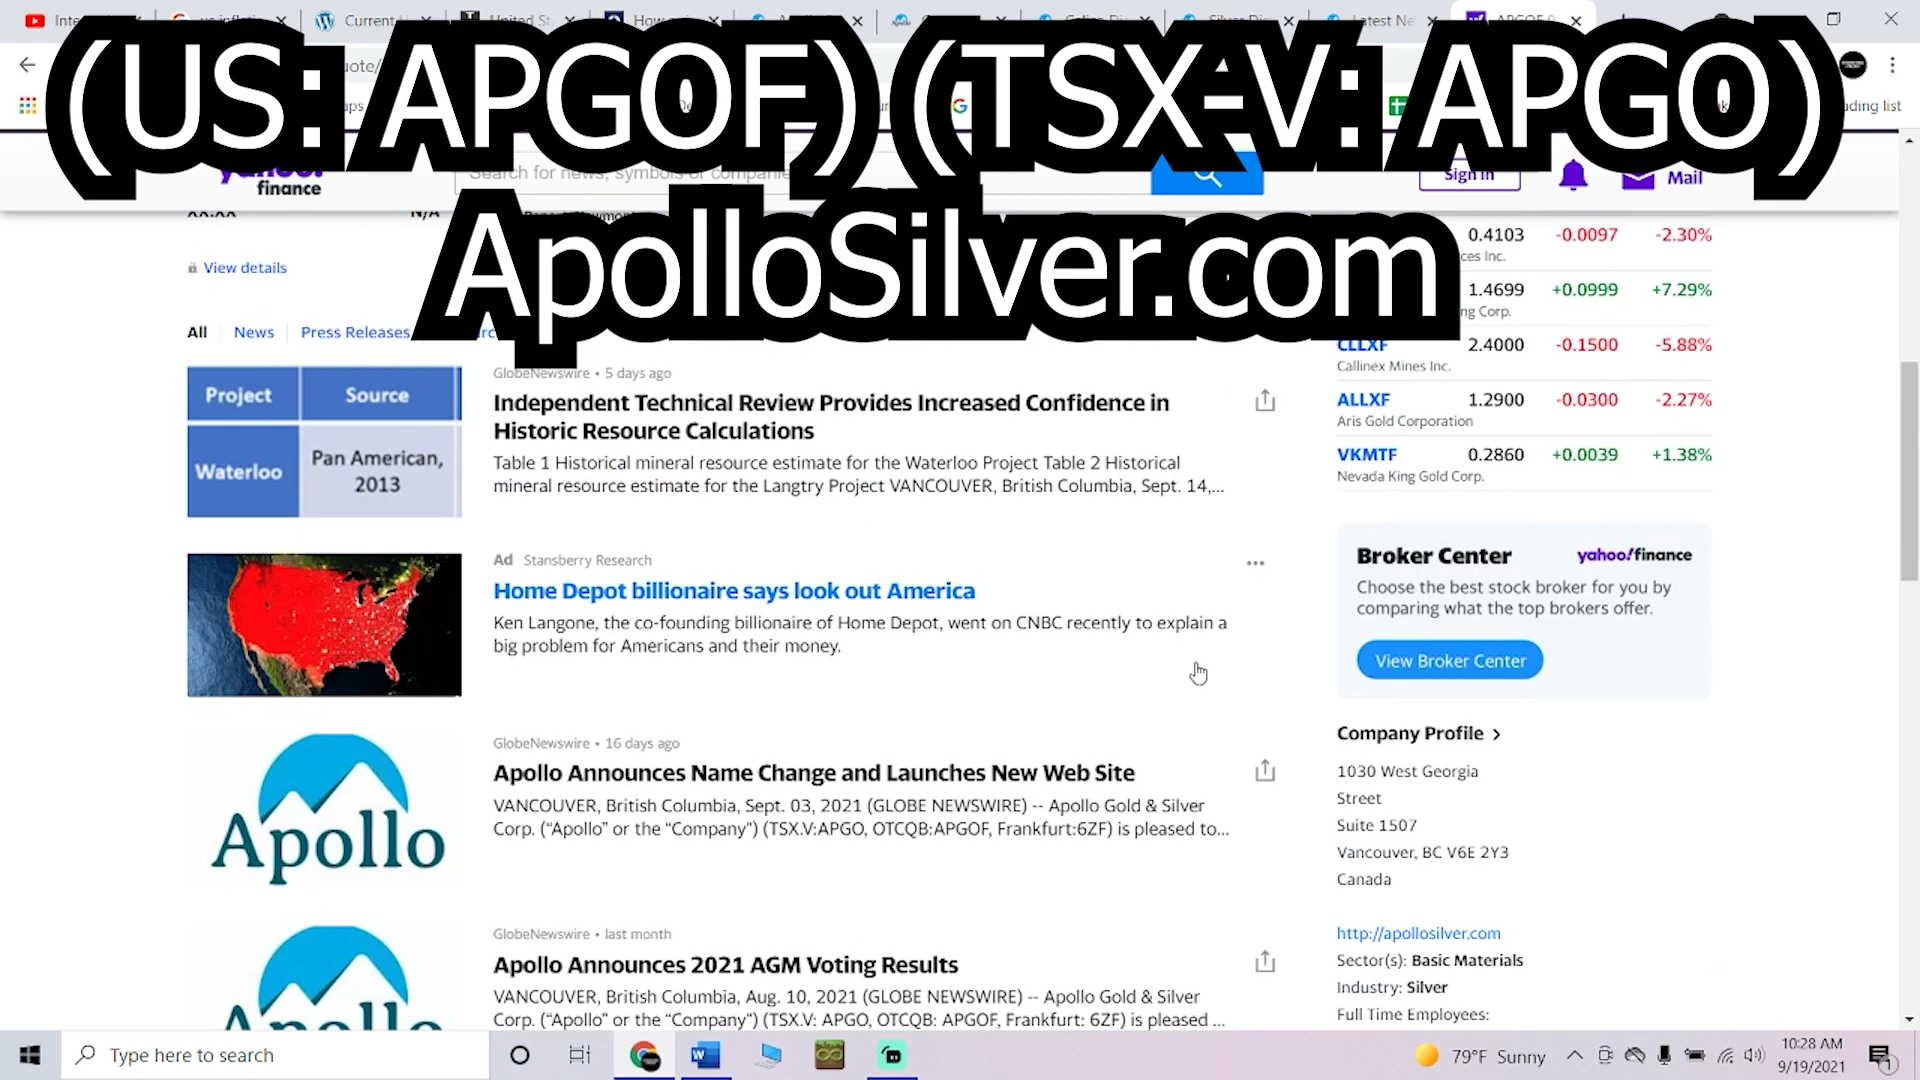 (US: APGOF) (TSX-V: APGO)
ApolloSilver.com
finance
Search for news, symbols or companies
Sign in
Mail
N/A
View details
0.4103 -0.0097 -2.30%
1.4699 +0.0999 +7.29%
CLLXF 2.4000 -0.1500 -5.88%
Callinex Mines Inc.
ALLXF 1.2900 -0.0300 -2.27%
Aris Gold Corporation
VKMTF 0.2860 +0.0039 +1.38%
Nevada King Gold Corp.
All News Press Releases
Project Source
Waterloo Pan American,
2013
GlobeNewswire • 5 days ago
Independent Technical Review Provides Increased Confidence in
Historic Resource Calculations
Table 1 Historical mineral resource estimate for the Waterloo Project Table 2 Historical
mineral resource estimate for the Langtry Project VANCOUVER, British Columbia, Sept. 14,...
Ad Stansberry Research
Home Depot billionaire says look out America
Ken Langone, the co-founding billionaire of Home Depot, went on CNBC recently to explain a
big problem for Americans and their money.
Apollo
GlobeNewswire • 16 days ago
Apollo Announces Name Change and Launches New Web Site
VANCOUVER, British Columbia, Sept. 03, 2021 (GLOBE NEWSWIRE) -- Apollo Gold & Silver
Corp. (“Apollo” or the “Company”) (TSX.V:APGO, OTCQB:APGOF, Frankfurt:6ZF) is pleased to...
GlobeNewswire • last month
Apollo Announces 2021 AGM Voting Results
VANCOUVER, British Columbia, Aug. 10, 2021 (GLOBE NEWSWIRE) -- Apollo Gold & Silver
Corp. (TSX.V: APGO, OTCQB: APGOF, Frankfurt: 6ZF) is pleased ...
Broker Center yahoo!finance
Choose the best stock broker for you by
comparing what the top brokers offer.
View Broker Center
Company Profile
1030 West Georgia
Street
Suite 1507
Vancouver, BC V6E 2Y3
Canada
http://apollosilver.com
Sector(s): Basic Materials
Industry: Silver
Full Time Employees:
Type here to search
79°F Sunny
10:28 AM
9/19/2021